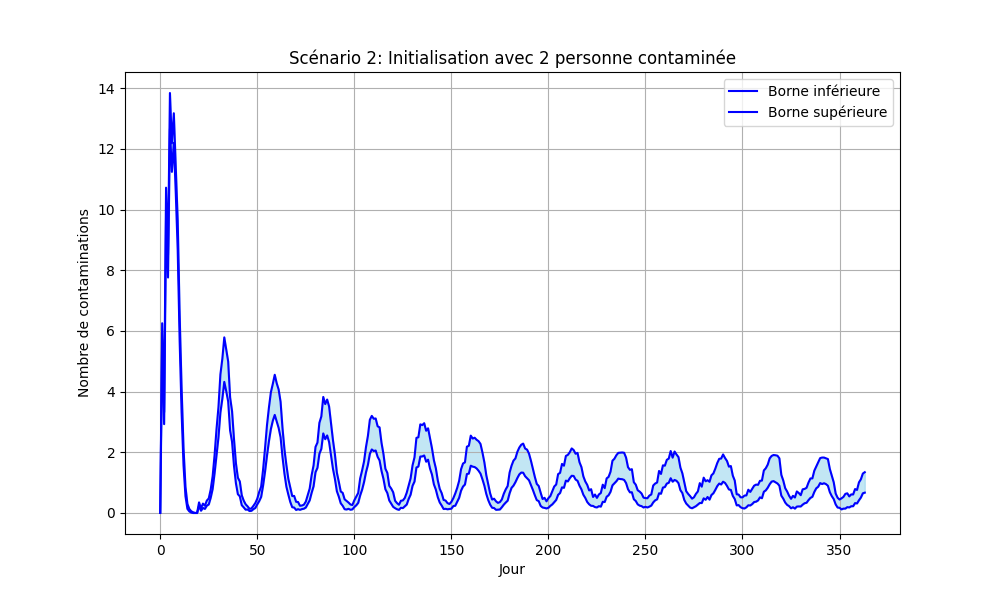 Scénario 2: Initialisation avec 2 personne contaminée
Borne inférieure
Borne supérieure
Nombre de contaminations
14
12
10
8
6
4
2
0
0 50 100 150 200 250 300 350
Jour